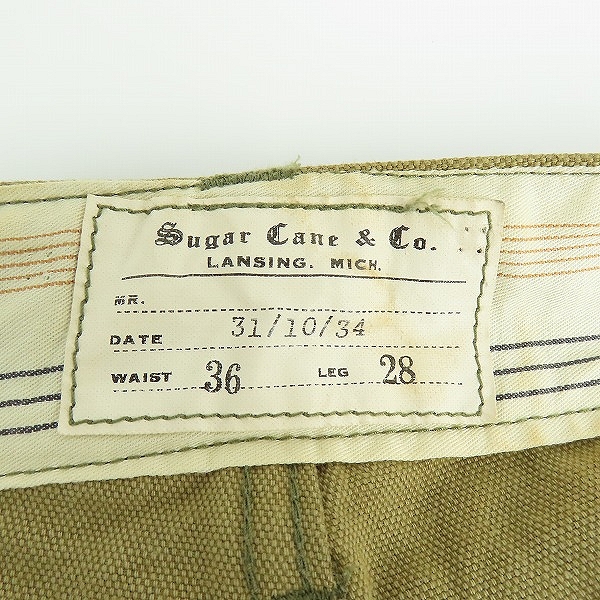 Sugar Cane & Co.
LANSING, MICH.
MR.
DATE 31/10/34
WAIST 36 LEG 28